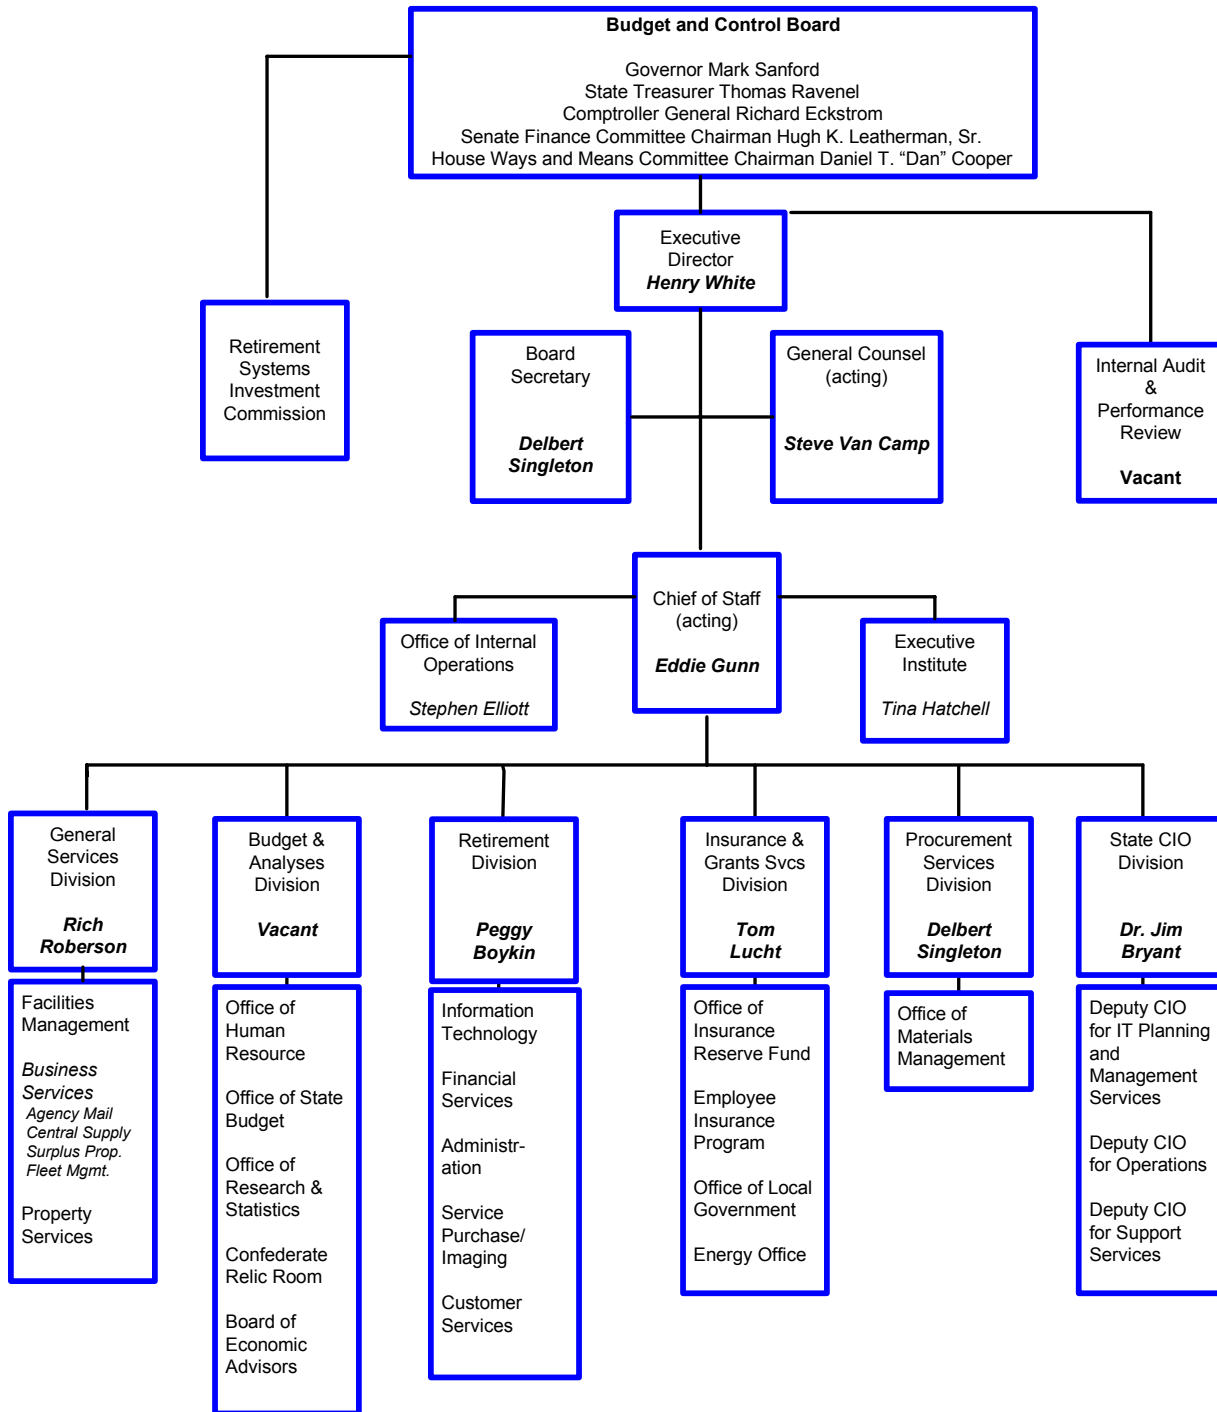 Budget and Control Board
Governor Mark Sanford
State Treasurer Thomas Ravenel
Comptroller General Richard Eckstrom
Senate Finance Committee Chairman Hugh K. Leatherman, Sr.
House Ways and Means Committee Chairman Daniel T. “Dan” Cooper
Executive
Director
Henry White
Retirement
Systems
Investment
Commission
Board
Secretary
Delbert
Singleton
General Counsel
(acting)
Steve Van Camp
Internal Audit
&
Performance
Review
Vacant
Chief of Staff
(acting)
Eddie Gunn
Office of Internal
Operations
Stephen Elliott
Executive
Institute
Tina Hatchell
General
Services
Division
Rich
Roberson
Budget &
Analyses
Division
Vacant
Retirement
Division
Peggy
Boykin
Insurance &
Grants Svcs
Division
Tom
Lucht
Procurement
Services
Division
Delbert
Singleton
State CIO
Division
Dr. Jim
Bryant
Facilities
Management
Business
Services
Agency Mail
Central Supply
Surplus Prop.
Fleet Mgmt.
Property
Services
Office of
Human
Resource
Office of State
Budget
Office of
Research &
Statistics
Confederate
Relic Room
Board of
Economic
Advisors
Information
Technology
Financial
Services
Administr-
ation
Service
Purchase/
Imaging
Customer
Services
Office of
Insurance
Reserve Fund
Employee
Insurance
Program
Office of Local
Government
Energy Office
Office of
Materials
Management
Deputy CIO
for IT Planning
and
Management
Services
Deputy CIO
for Operations
Deputy CIO
for Support
Services